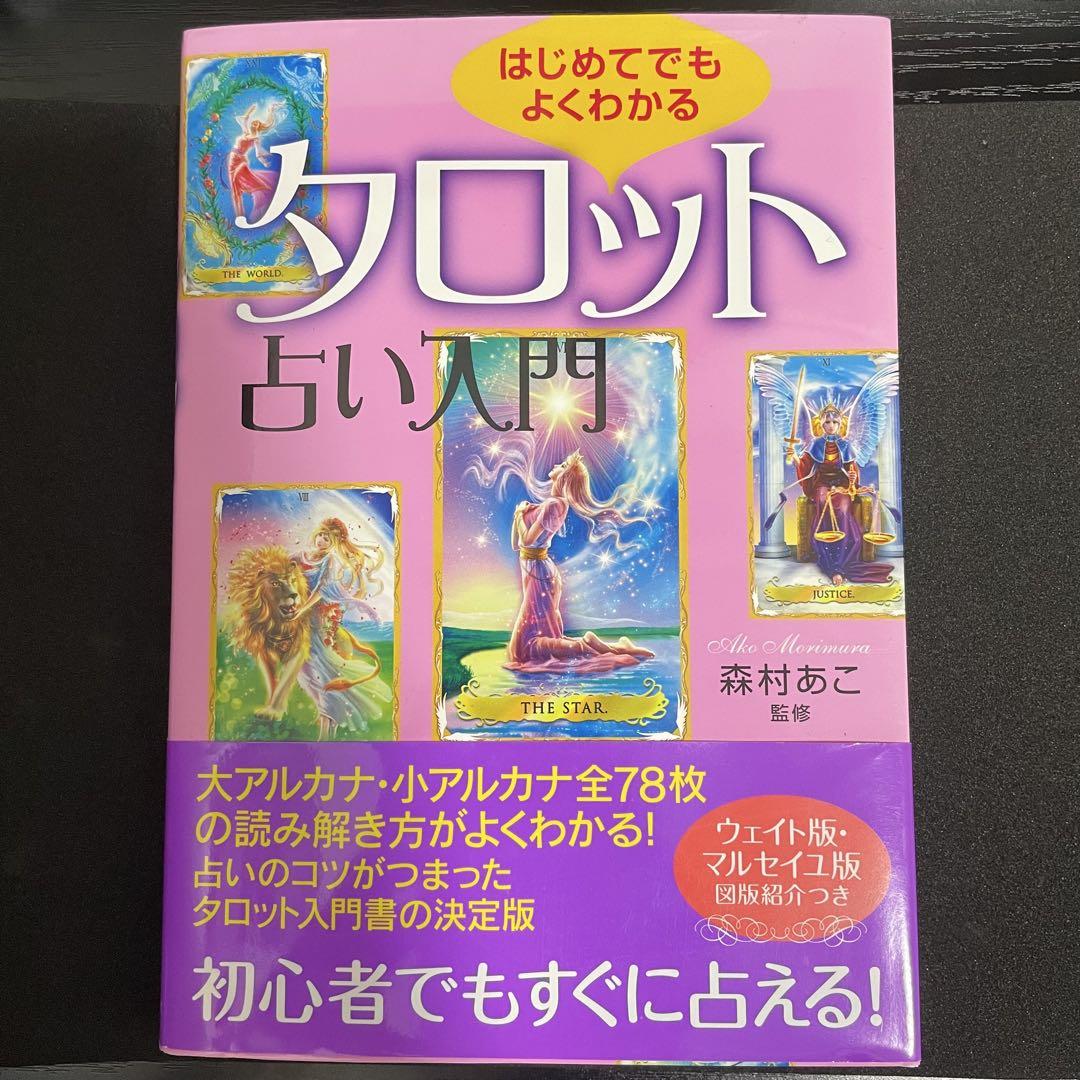 はじめてでも
よくわかる
タロット
占い入門
XXI
THE WORLD.
XI
JUSTICE.
VIII
THE STAR.
Ako Morimura
森村あこ
監修
大アルカナ・小アルカナ全78枚
の読み解き方がよくわかる!
占いのコツがつまった
タロット入門書の決定版
ウェイト版・
マルセイユ版
図版紹介つき
初心者でもすぐに占える!